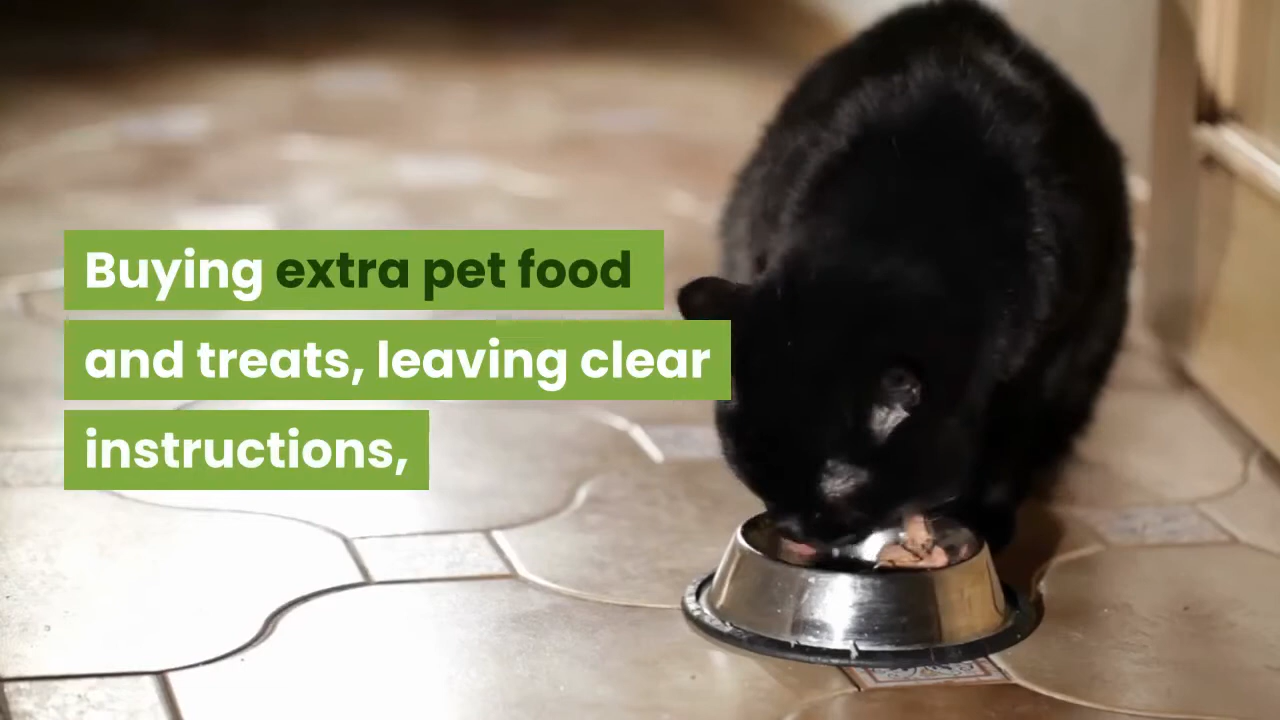 Buying extra pet food
and treats, leaving clear
instructions,